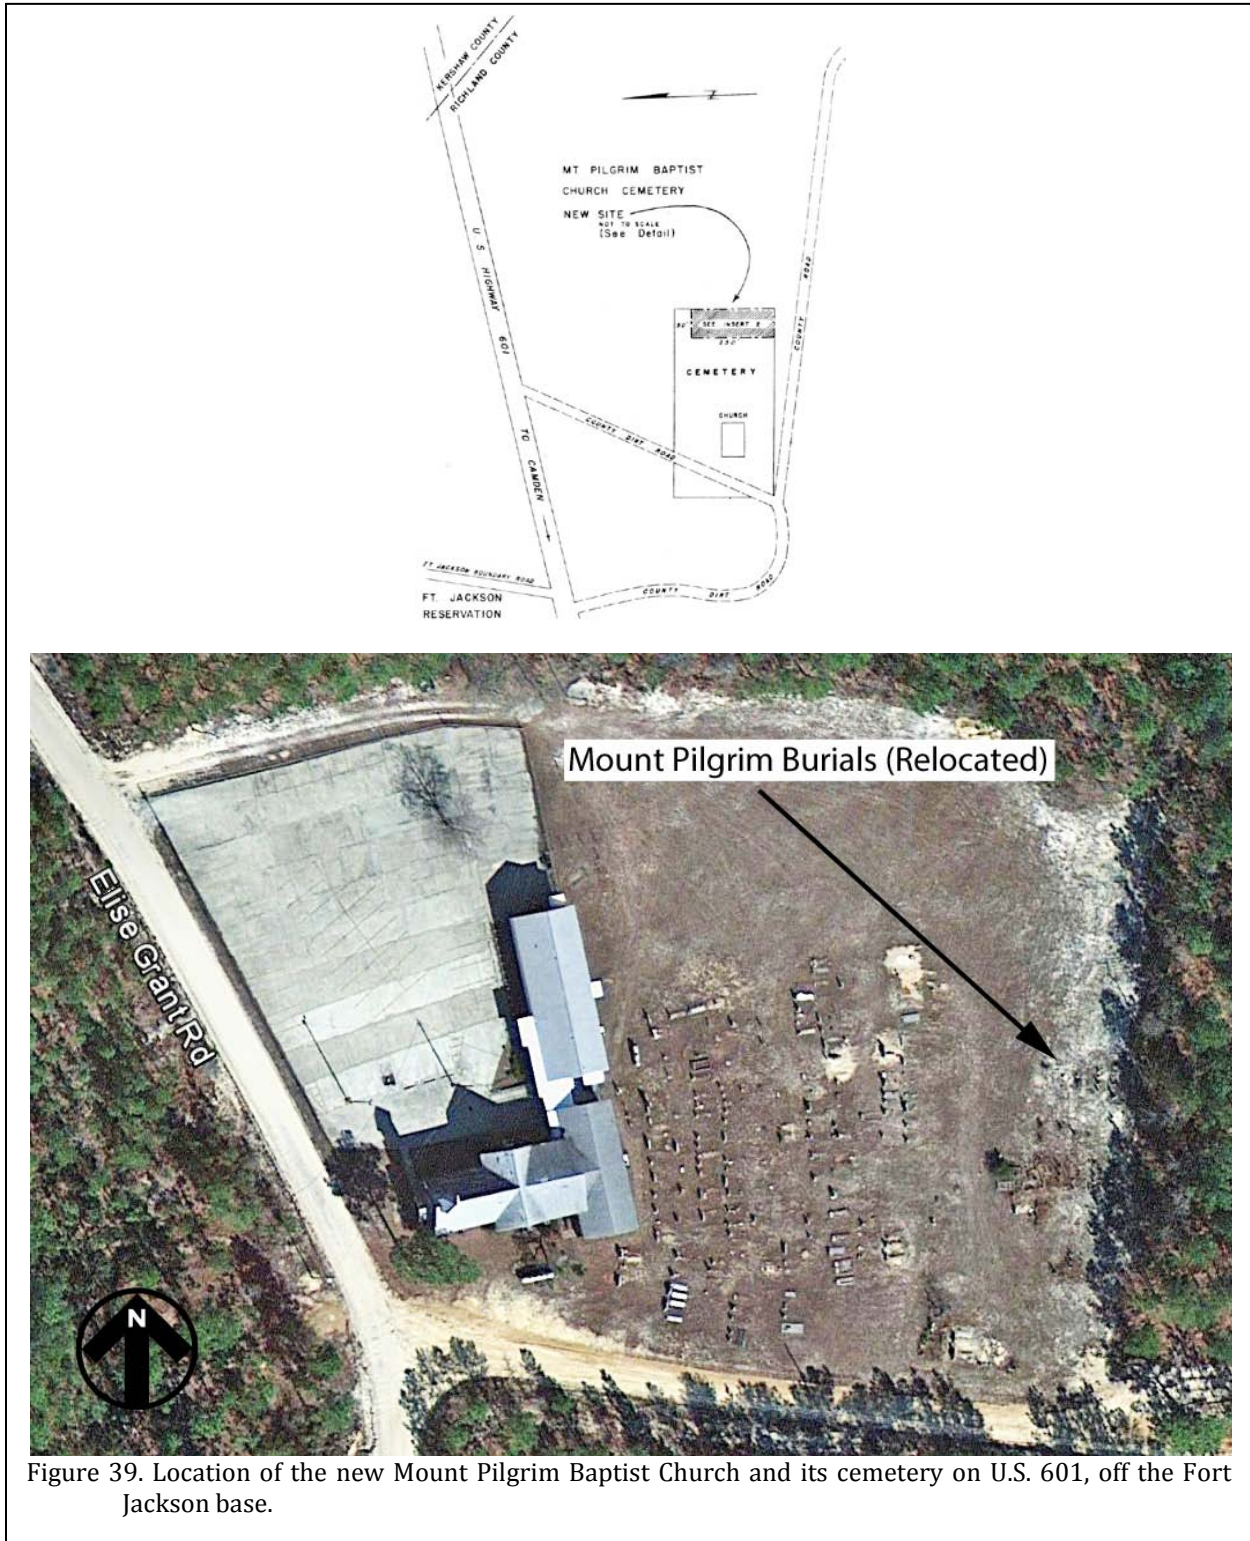 KERSHAW COUNTY
RICHLAND COUNTY
N
MT PILGRIM BAPTIST
CHURCH CEMETERY
NEW SITE
NOT TO SCALE
(See Detail)
U S HIGHWAY 601
TO CAMDEN
COUNTY ROAD
SEE INSERT 2
CEMETERY
CHURCH
COUNTY DIRT ROAD
FT. JACKSON BOUNDARY ROAD
FT. JACKSON
RESERVATION
COUNTY DIRT ROAD
Mount Pilgrim Burials (Relocated)
Elise Grant Rd
N
Figure 39. Location of the new Mount Pilgrim Baptist Church and its cemetery on U.S. 601, off the Fort
Jackson base.